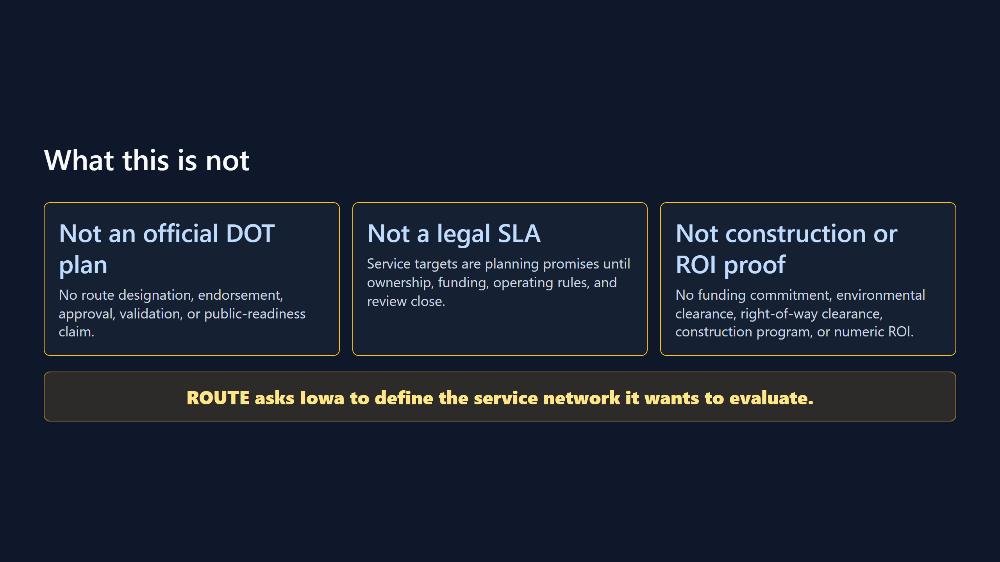 What this is not
Not an official DOT
plan
No route designation, endorsement,
approval, validation, or public-readiness
claim.
Not a legal SLA
Service targets are planning promises until
ownership, funding, operating rules, and
review close.
Not construction or
ROI proof
No funding commitment, environmental
clearance, right-of-way clearance,
construction program, or numeric ROI.
ROUTE asks Iowa to define the service network it wants to evaluate.